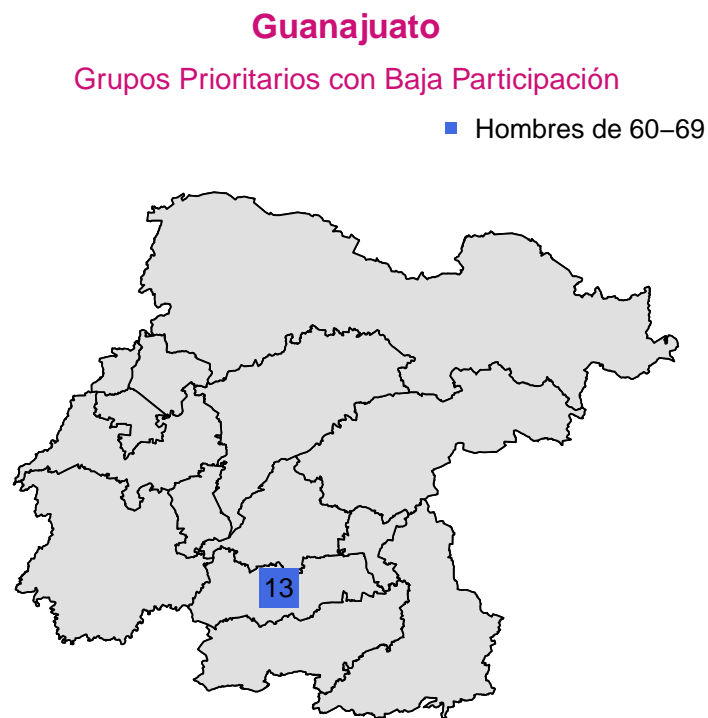 Guanajuato
Grupos Prioritarios con Baja Participación
Hombres de 60−69
13